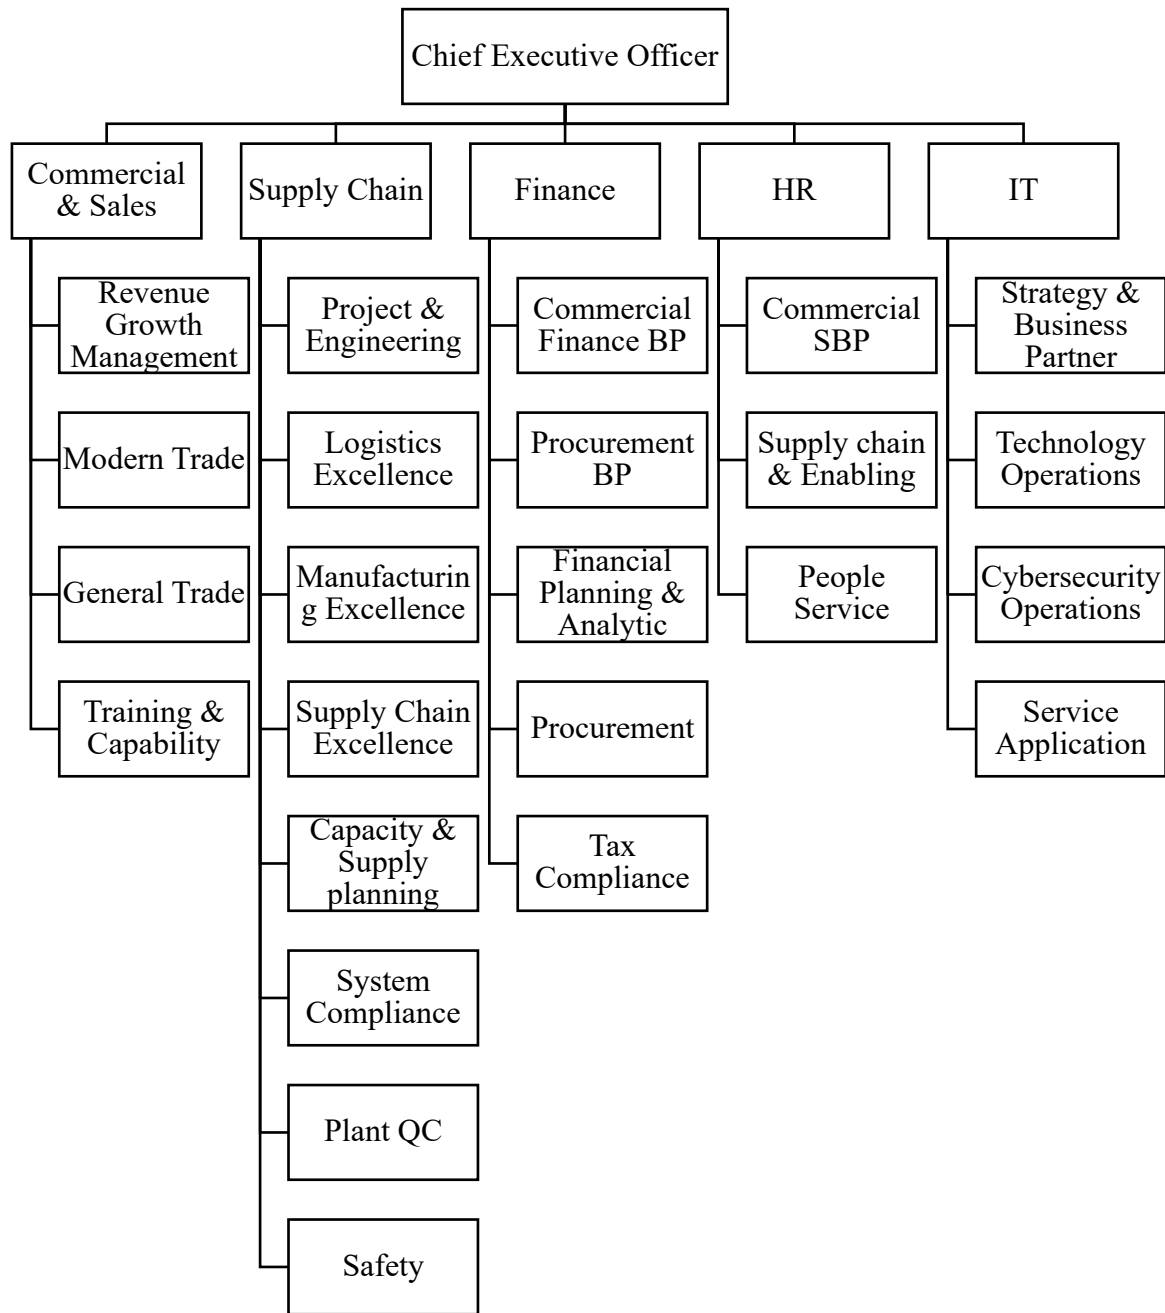 Chief Executive Officer
Commercial
& Sales
Supply Chain
Finance
HR
IT
Revenue
Growth
Management
Modern Trade
General Trade
Training &
Capability
Project &
Engineering
Logistics
Excellence
Manufacturin
g Excellence
Supply Chain
Excellence
Capacity &
Supply
planning
System
Compliance
Plant QC
Safety
Commercial
Finance BP
Procurement
BP
Financial
Planning &
Analytic
Procurement
Tax
Compliance
Commercial
SBP
Supply chain
& Enabling
People
Service
Strategy &
Business
Partner
Technology
Operations
Cybersecurity
Operations
Service
Application